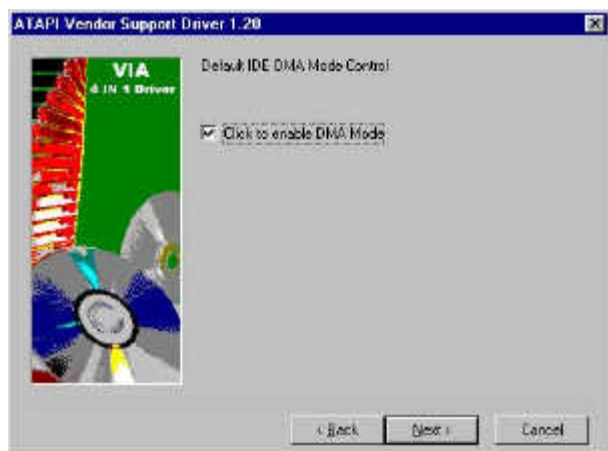 ATAPI Vendor Support Driver 1.20
VIA
4 IN 1 Driver
Default IDE DMA Mode Control
Click to enable DMA Mode
< Back
Next >
Cancel